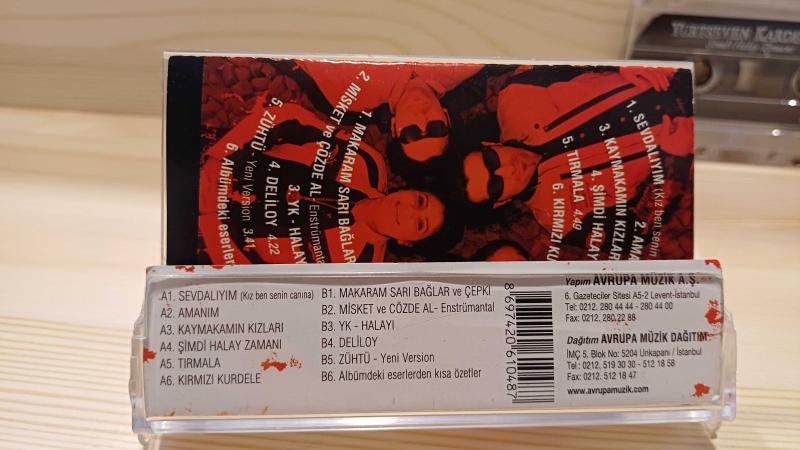 YURTSEVEN KARDE
1. SEVDALIYIM (Kız ben senin
2. AMA
3. KAYMAKAMIN KIZLAR
4. ŞİMDİ HALAY
5. TIRMALA 4.49
6. KIRMIZI KU
1. MAKARAM SARI BAĞLAR
2. MİSKET ve CÖZDE AL- Enstrümanta
3. YK - HALAYI
4. DELİLOY 4.22
5. ZÜHTÜ - Yeni Version 3.41
6. Albümdeki eserler
A1. SEVDALIYIM (Kız ben senin canına)
A2. AMANIM
A3. KAYMAKAMIN KIZLARI
A4. ŞİMDİ HALAY ZAMANI
A5. TIRMALA
A6. KIRMIZI KURDELE
B1. MAKARAM SARI BAĞLAR ve ÇEPKİ
B2. MİSKET ve CÖZDE AL- Enstrümantal
B3. YK - HALAYI
B4. DELİLOY
B5. ZÜHTÜ - Yeni Version
B6. Albümdeki eserlerden kısa özetler
8 697420 610487
Yapım AVRUPA MÜZİK A.Ş.
6. Gazeteciler Sitesi A5-2 Levent-İstanbul
Tel: 0212. 280 44 44 - 280 44 00
Fax: 0212. 280 22 88
Dağıtım AVRUPA MÜZİK DAĞITIM
İMÇ 5. Blok No: 5204 Unkapanı / İstanbul
Tel : 0212. 519 30 30 - 512 18 58
Fax: 0212. 512 18 47
www.avrupamuzik.com